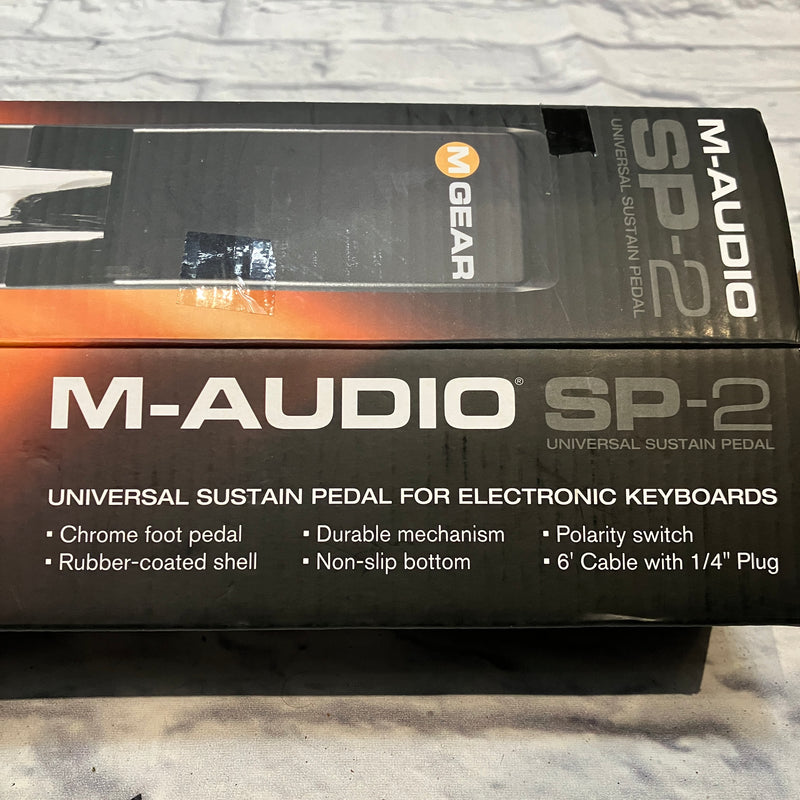 M GEAR
M-AUDIO
SP-2
UNIVERSAL SUSTAIN PEDAL
M-AUDIO® SP-2
UNIVERSAL SUSTAIN PEDAL
UNIVERSAL SUSTAIN PEDAL FOR ELECTRONIC KEYBOARDS
▪ Chrome foot pedal ▪ Durable mechanism ▪ Polarity switch
▪ Rubber-coated shell ▪ Non-slip bottom ▪ 6' Cable with 1/4" Plug